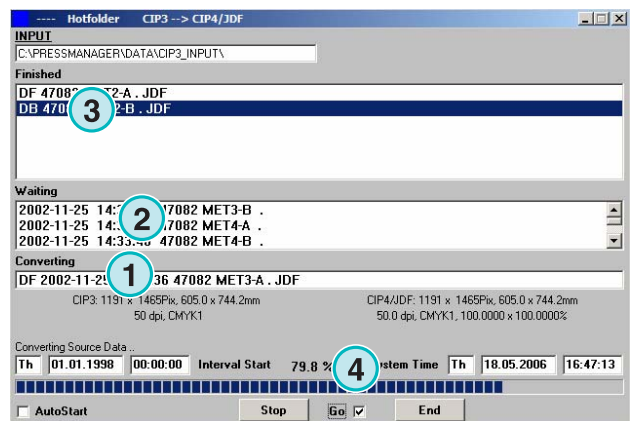 ---- Hotfolder CIP3 --> CIP4/JDF
INPUT
C:\PRESSMANAGER\DATA\CIP3_INPUT\
Finished
DF 47082 T2-A . JDF
DB 470 2-B . JDF
3
Waiting
2002-11-25 14: 47082 MET3-B .
2002-11-25 14: 47082 MET4-A .
2002-11-25 14:33:40 47082 MET4-B .
2
Converting
DF 2002-11-25 36 47082 MET3-A . JDF
1
CIP3: 1191 x 1465Pix, 605.0 x 744.2mm
50 dpi, CMYK1
CIP4/JDF: 1191 x 1465Pix, 605.0 x 744.2mm
50.0 dpi, CMYK1, 100.0000 x 100.0000%
Converting Source Data ..
Th 01.01.1998 00:00:00 Interval Start 79.8 % 4 stem Time Th 18.05.2006 16:47:13
AutoStart Stop Go End